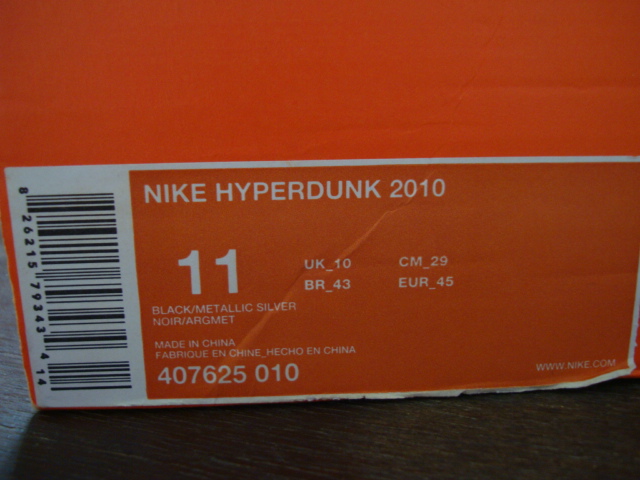 NIKE HYPERDUNK 2010
11
UK_10 CM_29
BR_43 EUR_45
BLACK/METALLIC SILVER
NOIR/ARGMET
MADE IN CHINA
FABRIQUE EN CHINE_HECHO EN CHINA
407625 010
WWW.NIKE.COM
8 26215 79343 4 14